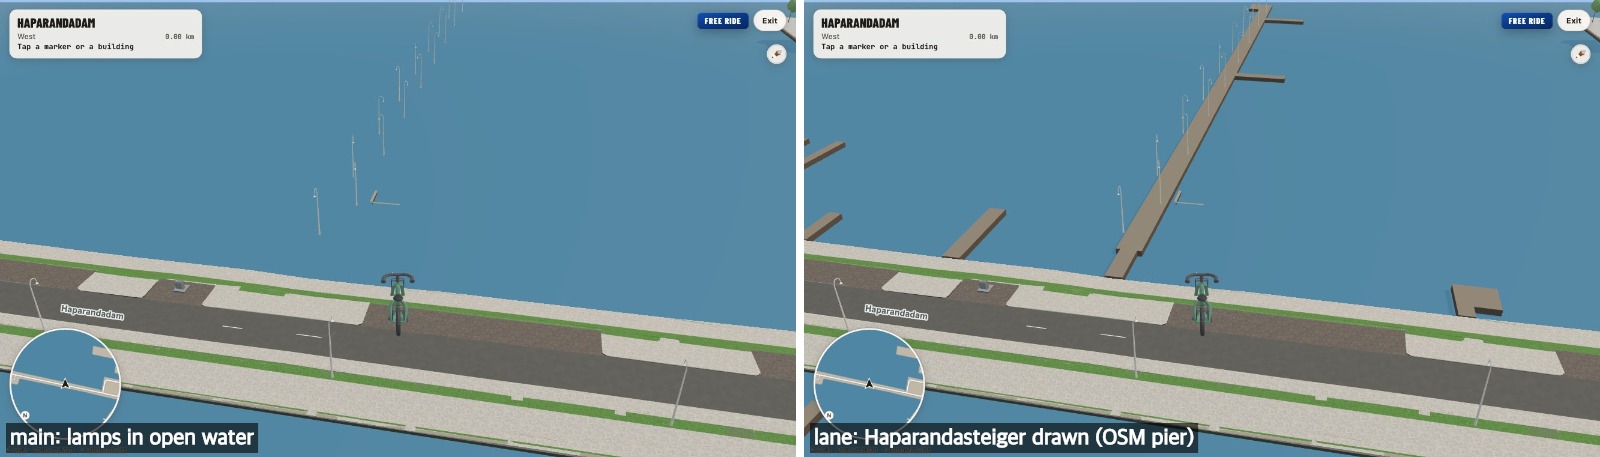 HAPARANDADAM
West 0.00 km
Tap a marker or a building
FREE RIDE Exit
Haparandadam
N
main: lamps in open water
HAPARANDADAM
West 0.00 km
Tap a marker or a building
FREE RIDE Exit
Haparandadam
N
lane: Haparandasteiger drawn (OSM pier)